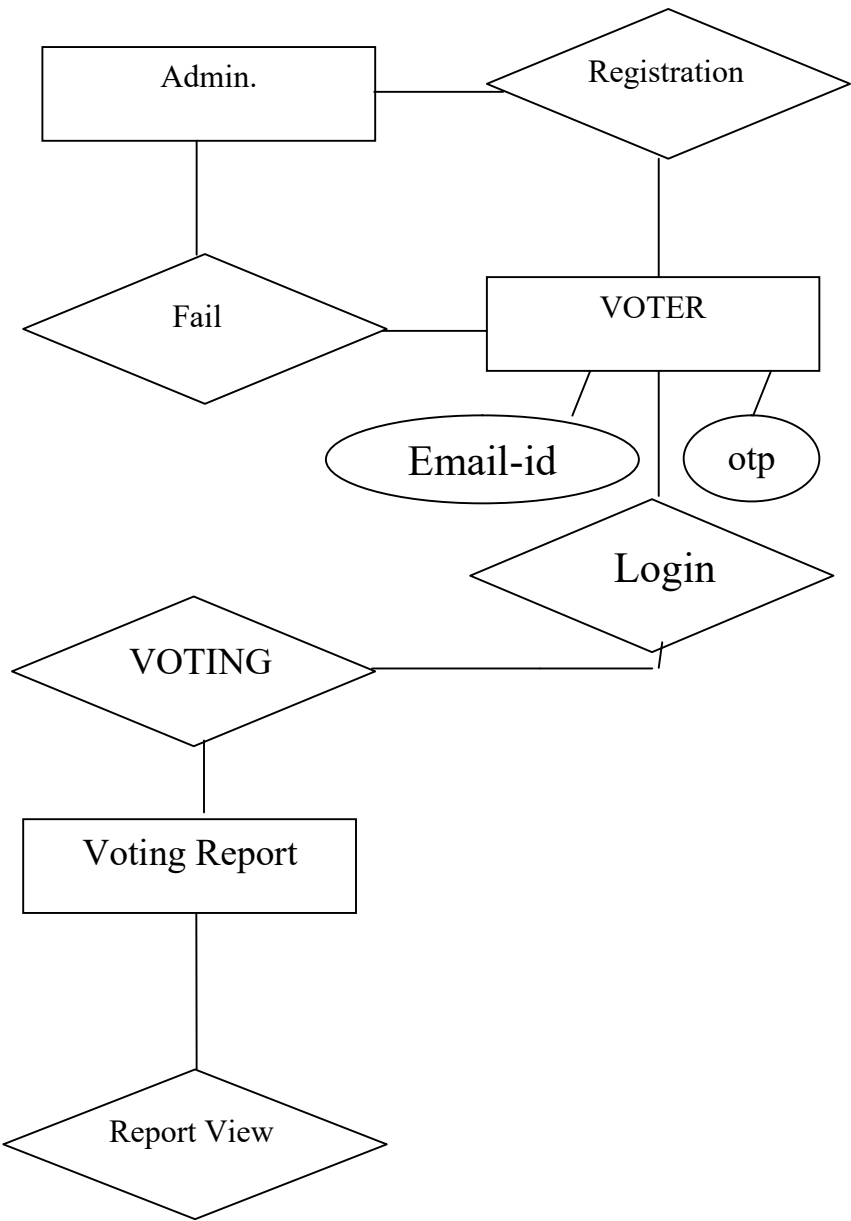 Admin.
Registration
Fail
VOTER
Email-id
otp
Login
VOTING
Voting Report
Report View